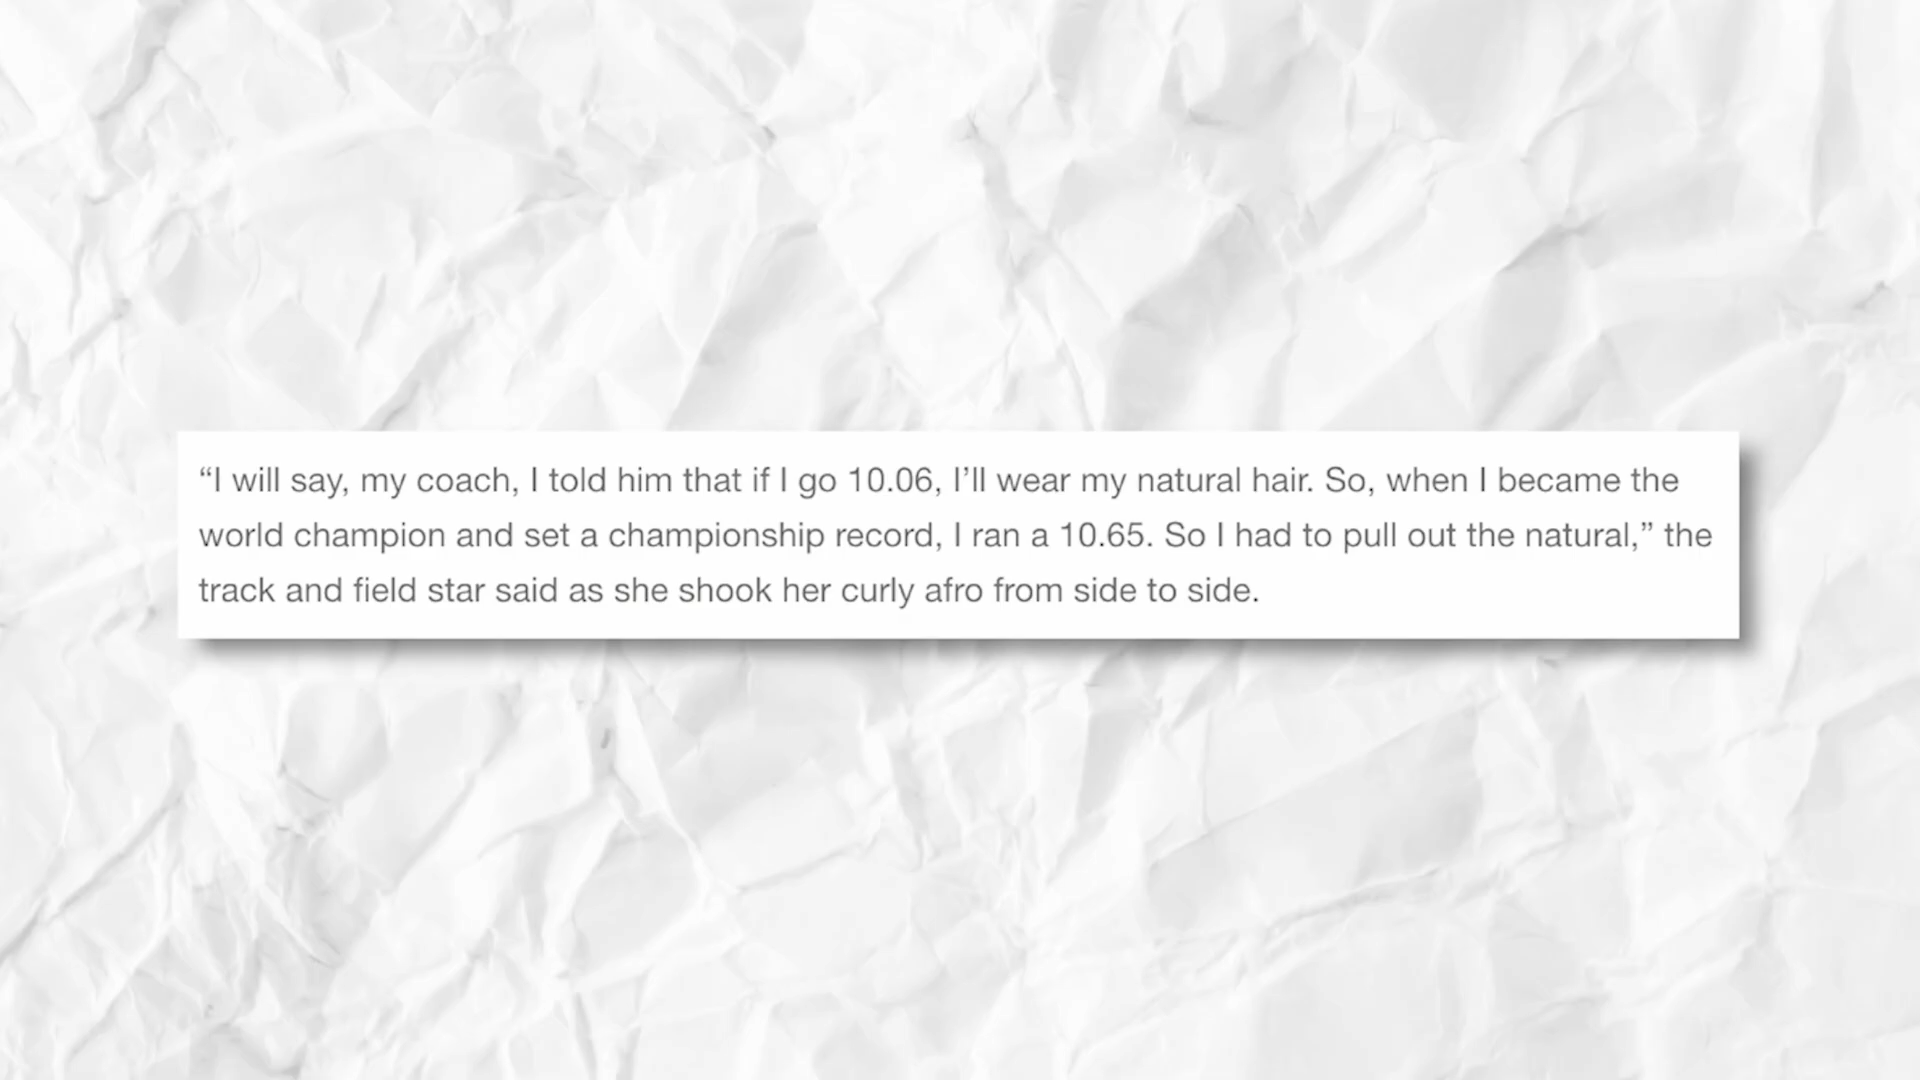 “I will say, my coach, I told him that if I go 10.06, I’ll wear my natural hair. So, when I became the
world champion and set a championship record, I ran a 10.65. So I had to pull out the natural,” the
track and field star said as she shook her curly afro from side to side.